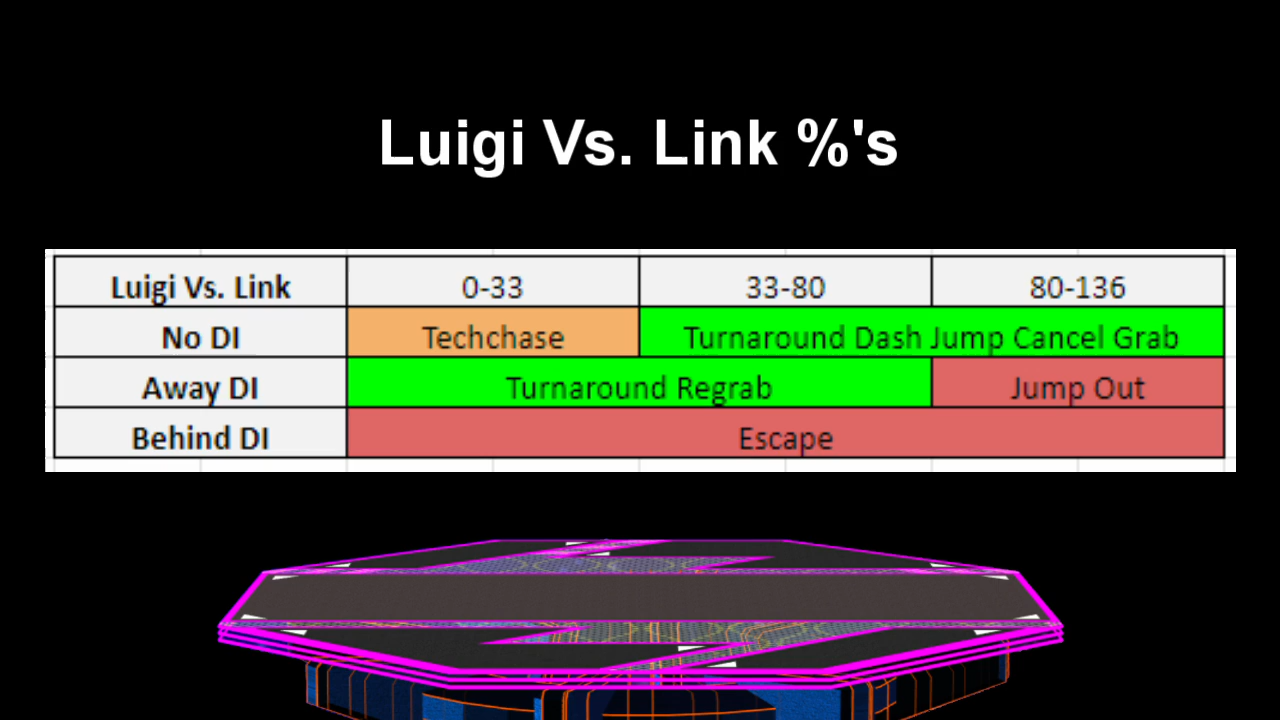 Luigi Vs. Link %'s
Luigi Vs. Link 0-33 33-80 80-136
No DI Techchase Turnaround Dash Jump Cancel Grab
Away DI Turnaround Regrab Jump Out
Behind DI Escape